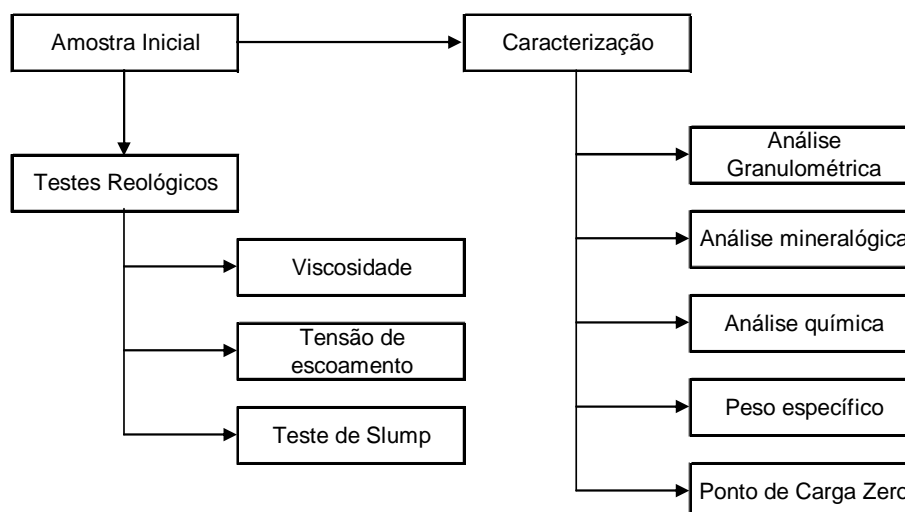 Amostra Inicial
Caracterização
Análise
Granulométrica
Testes Reológicos
Análise mineralógica
Viscosidade
Análise química
Tensão de
escoamento
Peso específico
Teste de Slump
Ponto de Carga Zero